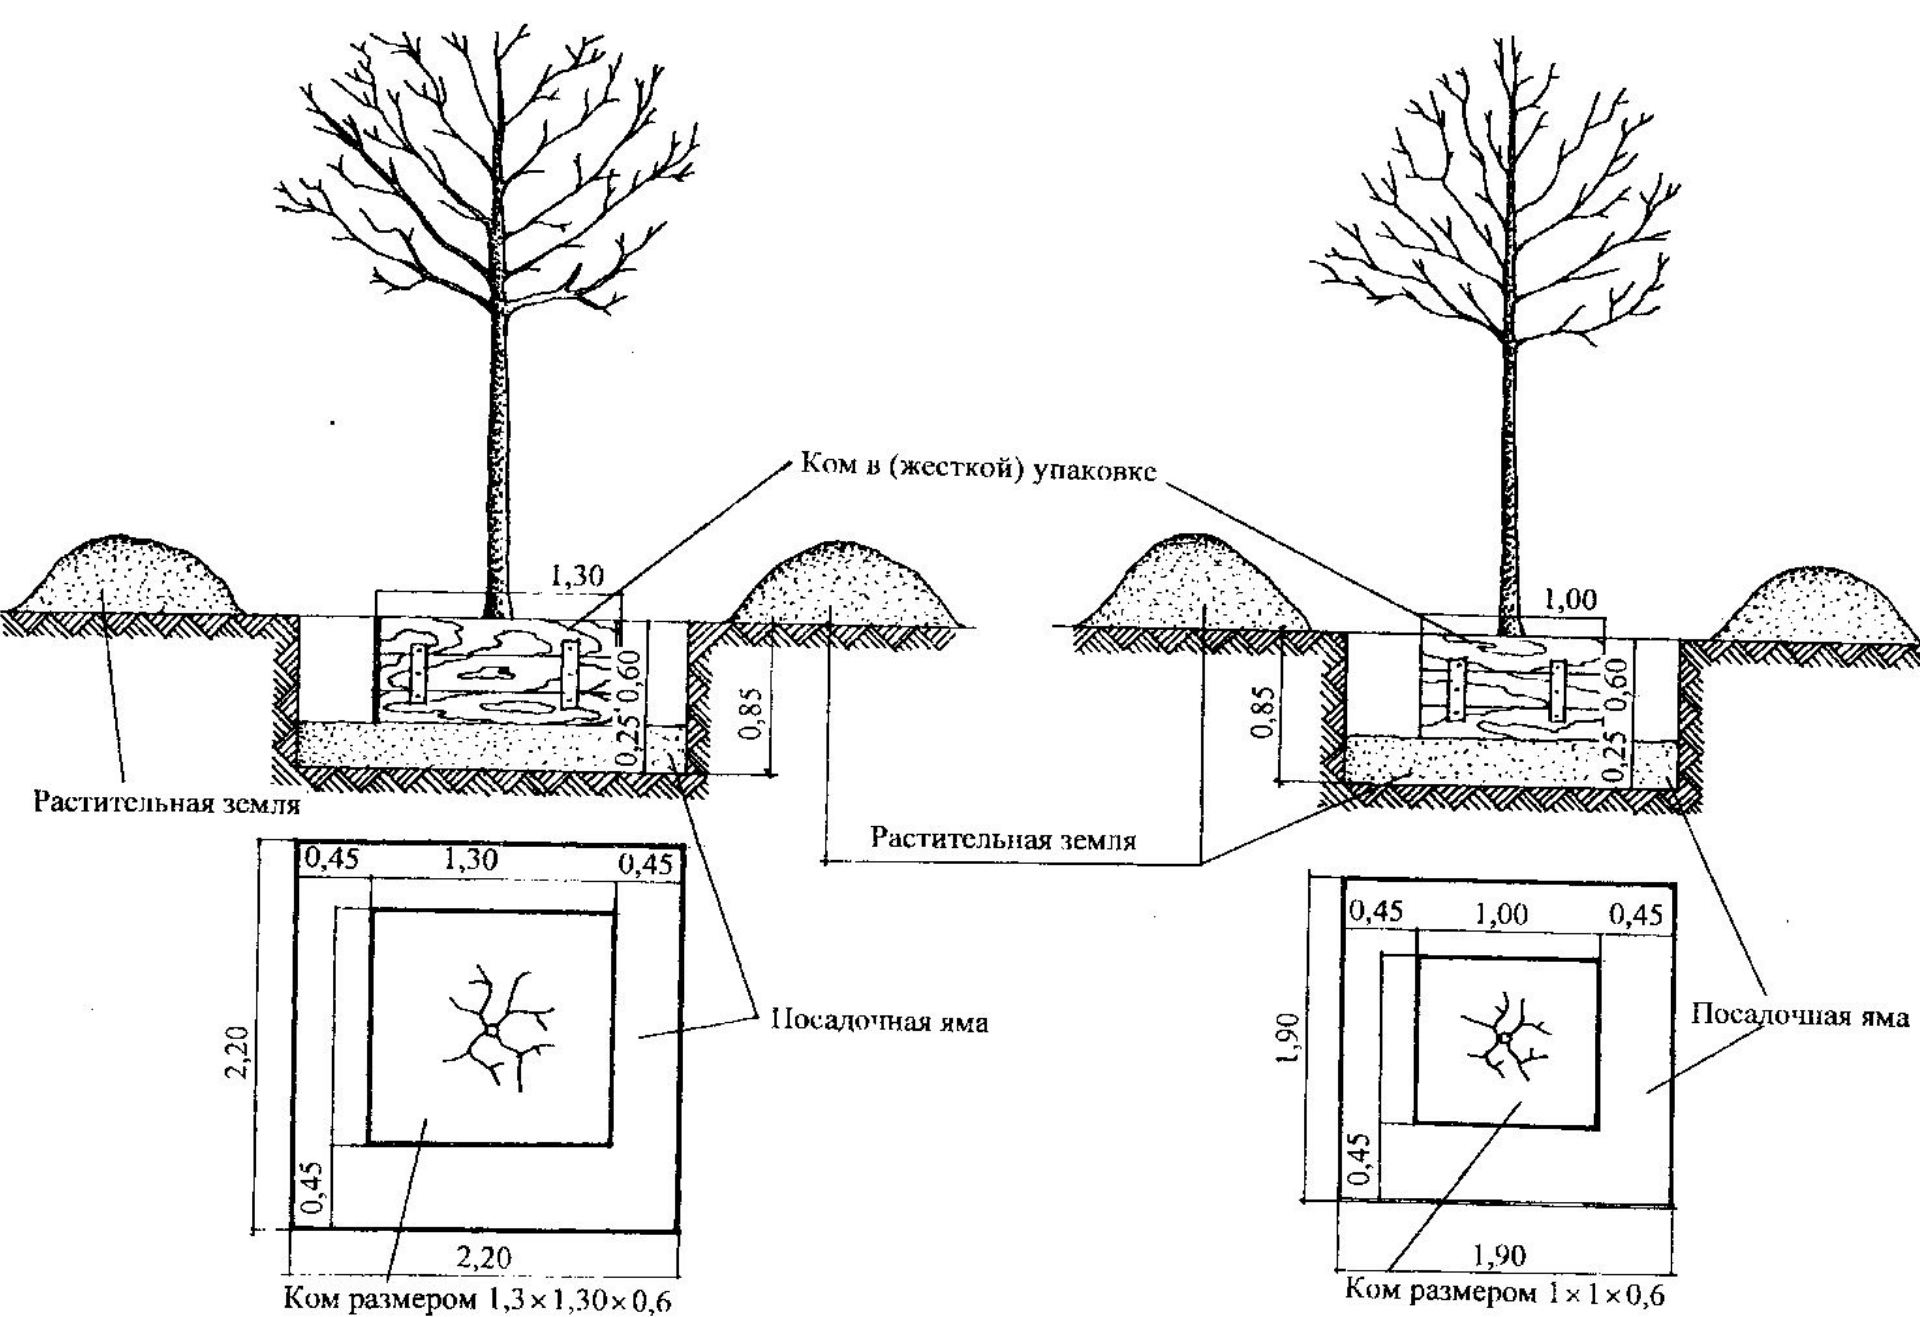 Ком в (жесткой) упаковке
1,30
1,00
0,60
0,25
0,85
0,85
0,60
0,25
Растительная земля
Растительная земля
0,45 1,30 0,45
2,20
0,45
2,20
Посадочная яма
Ком размером 1,3×1,30×0,6
0,45 1,00 0,45
1,90
0,45
1,90
Посадочная яма
Ком размером 1×1×0,6